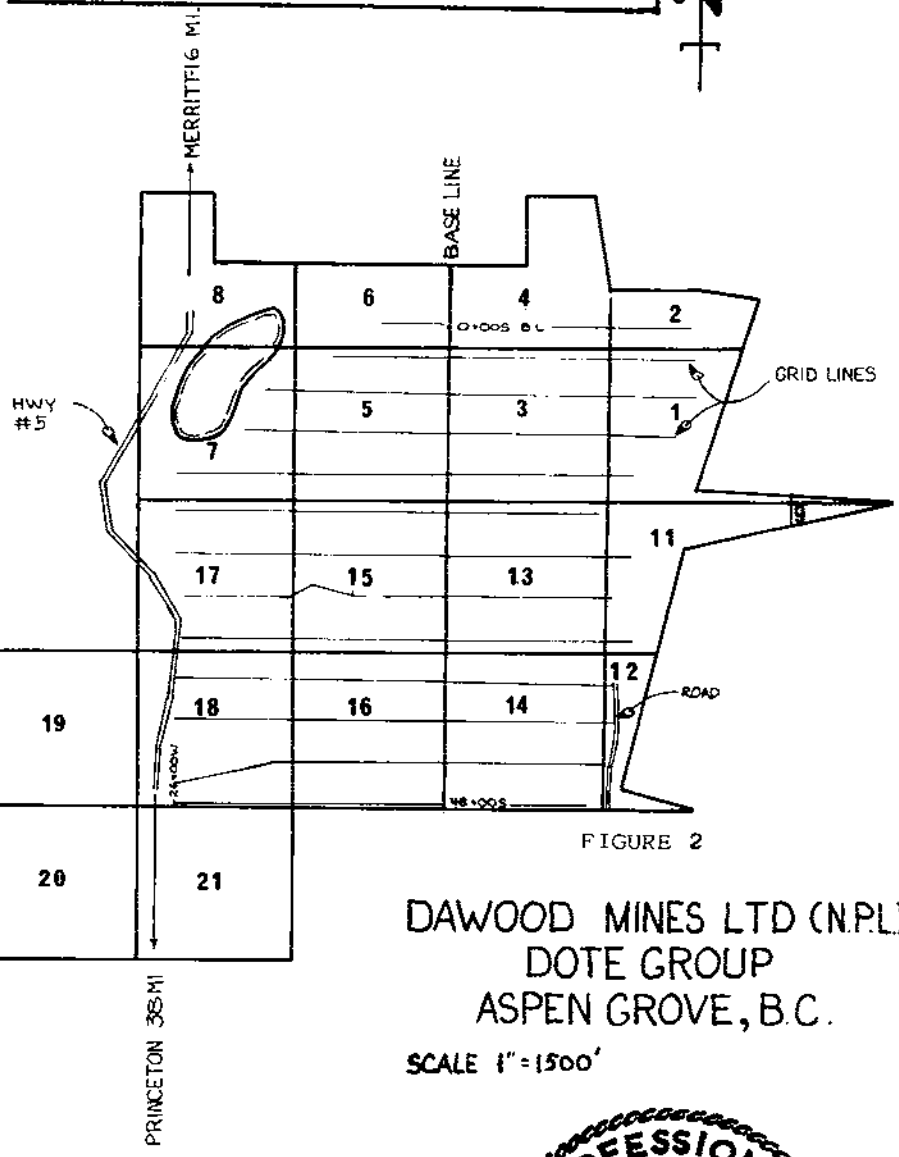 N
MERRITT 16 MI.
BASE LINE
8
6
4
2
0+00S B L
GRID LINES
HWY
#5
5
3
1
7
9
11
17
15
13
12
ROAD
19
18
16
14
24+00W
48+00S
FIGURE 2
20
21
DAWOOD MINES LTD (N.P.L.)
DOTE GROUP
ASPEN GROVE, B.C.
SCALE 1"=1500'
PRINCETON 38 MI
OFESSION